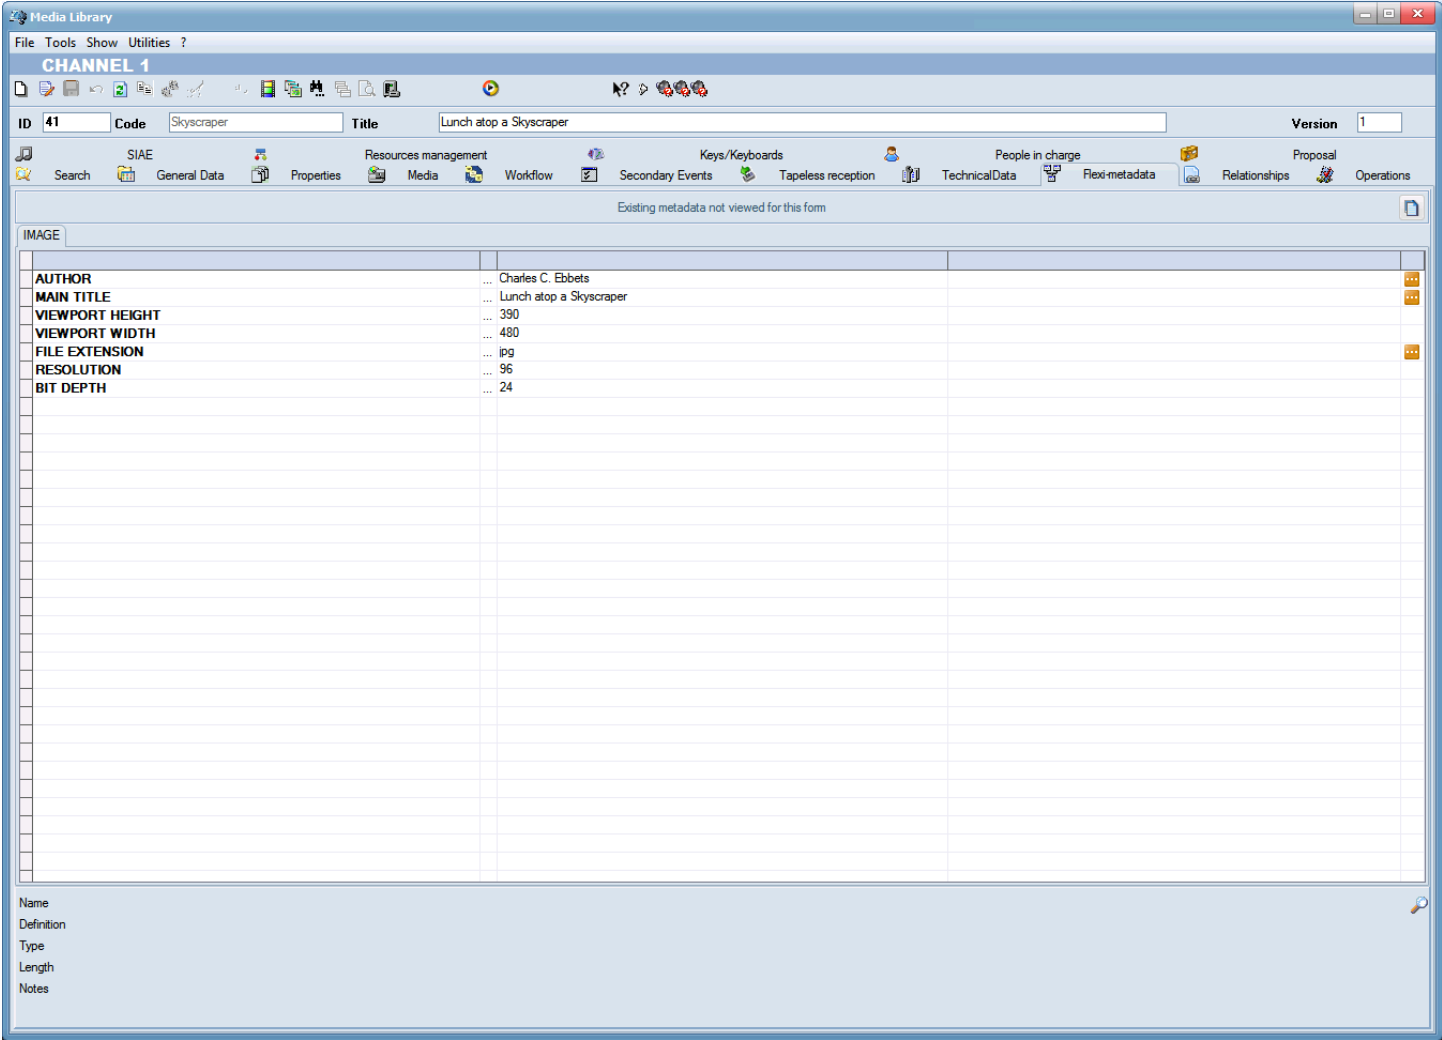 Media Library
File Tools Show Utilities ?
CHANNEL 1
ID 41 Code Skyscraper Title Lunch atop a Skyscraper Version 1
SIAE Resources management Keys/Keyboards People in charge Proposal
Search General Data Properties Media Workflow Secondary Events Tapeless reception TechnicalData Flexi-metadata Relationships Operations
Existing metadata not viewed for this form
IMAGE
AUTHOR ... Charles C. Ebbets
MAIN TITLE ... Lunch atop a Skyscraper
VIEWPORT HEIGHT ... 390
VIEWPORT WIDTH ... 480
FILE EXTENSION ... jpg
RESOLUTION ... 96
BIT DEPTH ... 24
Name
Definition
Type
Length
Notes